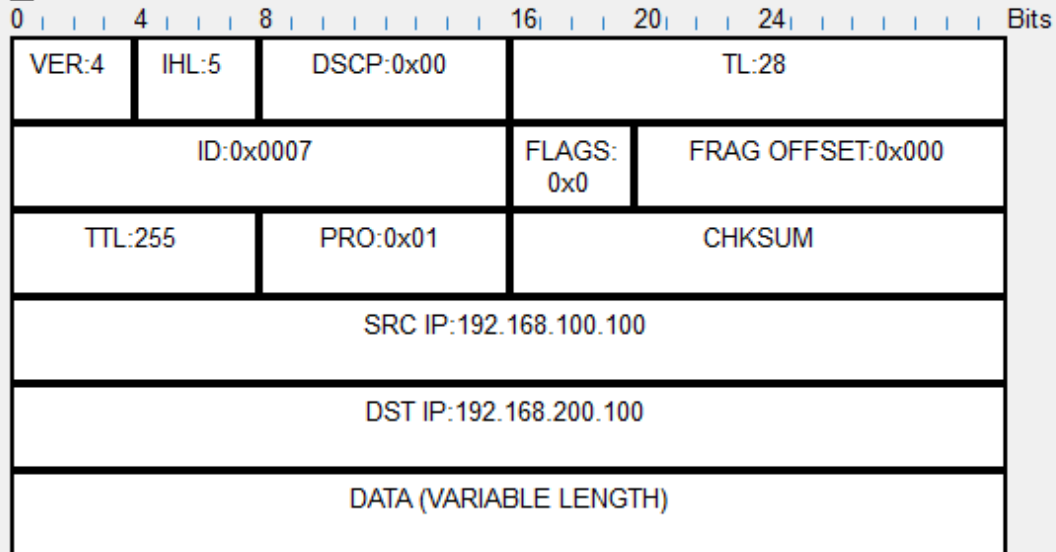 0 4 8 16 20 24 Bits
VER:4 IHL:5 DSCP:0x00 TL:28
ID:0x0007 FLAGS: FRAG OFFSET:0x000
0x0
TTL:255 PRO:0x01 CHKSUM
SRC IP:192.168.100.100
DST IP:192.168.200.100
DATA (VARIABLE LENGTH)